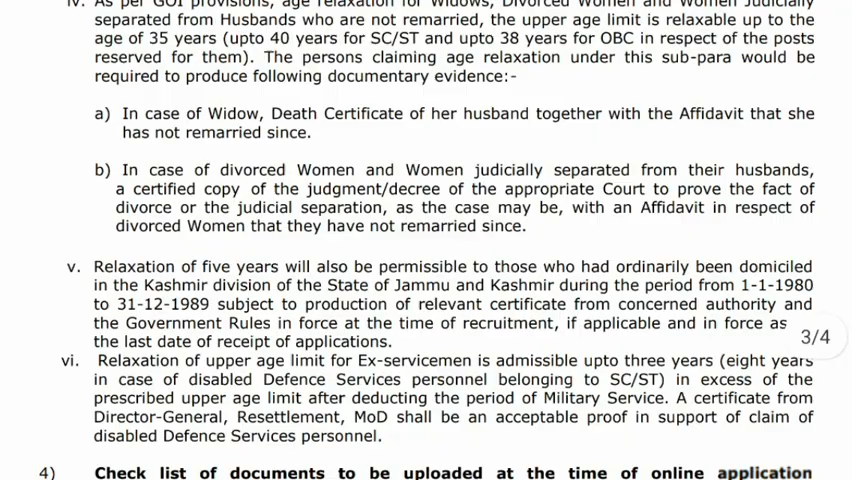 iv. As per GOI provisions, age relaxation for Widows, Divorced Women and Women Judicially
separated from Husbands who are not remarried, the upper age limit is relaxable up to the
age of 35 years (upto 40 years for SC/ST and upto 38 years for OBC in respect of the posts
reserved for them). The persons claiming age relaxation under this sub-para would be
required to produce following documentary evidence:-
a) In case of Widow, Death Certificate of her husband together with the Affidavit that she
has not remarried since.
b) In case of divorced Women and Women judicially separated from their husbands,
a certified copy of the judgment/decree of the appropriate Court to prove the fact of
divorce or the judicial separation, as the case may be, with an Affidavit in respect of
divorced Women that they have not remarried since.
v. Relaxation of five years will also be permissible to those who had ordinarily been domiciled
in the Kashmir division of the State of Jammu and Kashmir during the period from 1-1-1980
to 31-12-1989 subject to production of relevant certificate from concerned authority and
the Government Rules in force at the time of recruitment, if applicable and in force as
3/4
the last date of receipt of applications.
vi. Relaxation of upper age limit for Ex-servicemen is admissible upto three years (eight years
in case of disabled Defence Services personnel belonging to SC/ST) in excess of the
prescribed upper age limit after deducting the period of Military Service. A certificate from
Director-General, Resettlement, MoD shall be an acceptable proof in support of claim of
disabled Defence Services personnel.
4) Check list of documents to be uploaded at the time of online application